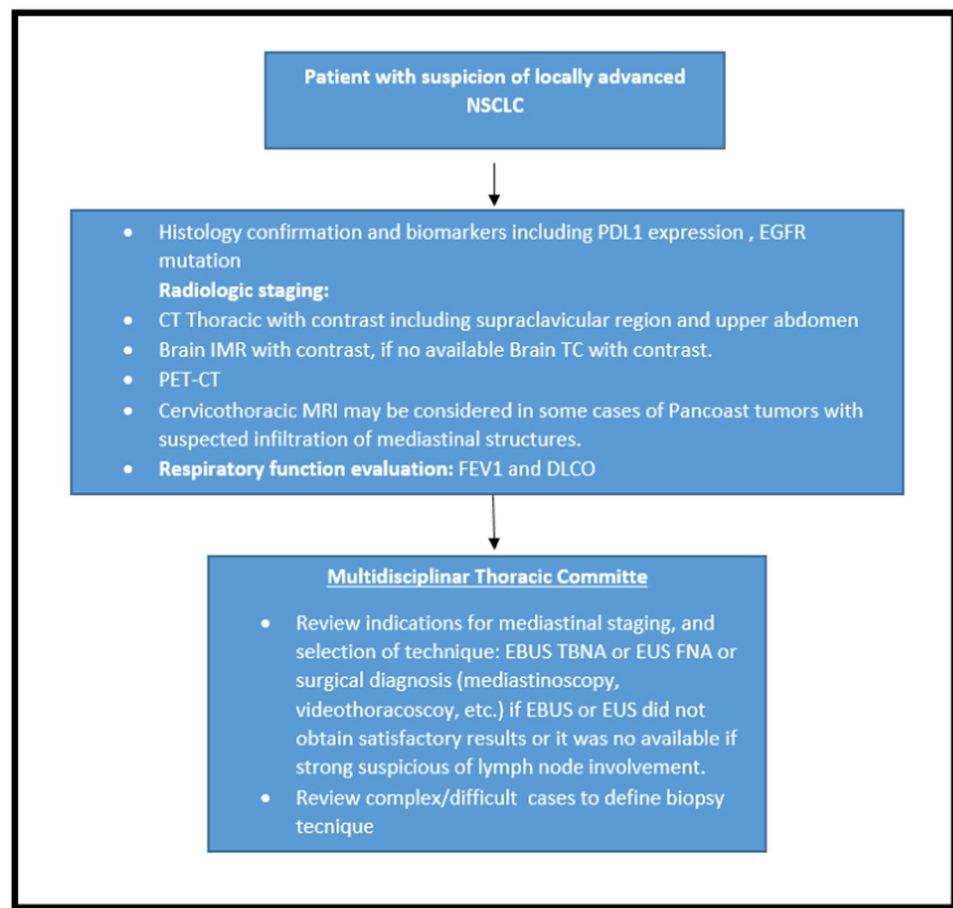 Patient with suspicion of locally advanced
NSCLC
• Histology confirmation and biomarkers including PDL1 expression , EGFR
mutation
Radiologic staging:
• CT Thoracic with contrast including supraclavicular region and upper abdomen
• Brain IMR with contrast, if no available Brain TC with contrast.
• PET-CT
• Cervicothoracic MRI may be considered in some cases of Pancoast tumors with
suspected infiltration of mediastinal structures.
• Respiratory function evaluation: FEV1 and DLCO
Multidisciplinar Thoracic Committe
• Review indications for mediastinal staging, and
selection of technique: EBUS TBNA or EUS FNA or
surgical diagnosis (mediastinoscopy,
videothoracoscoy, etc.) if EBUS or EUS did not
obtain satisfactory results or it was no available if
strong suspicious of lymph node involvement.
• Review complex/difficult cases to define biopsy
tecnique